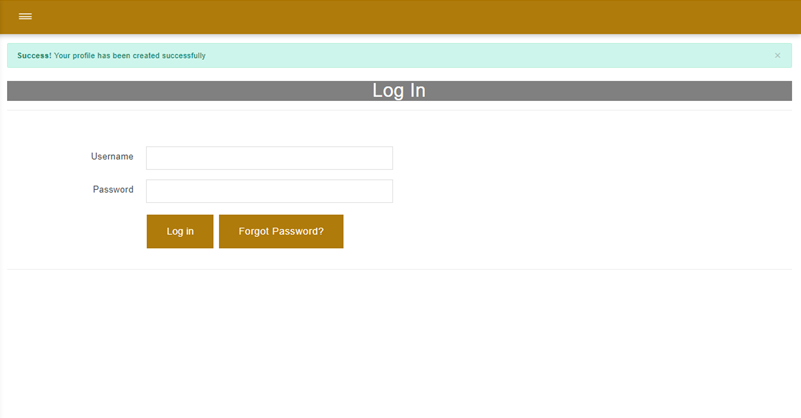 Success! Your profile has been created successfully ×
Log In
Username
Password
Log in Forgot Password?